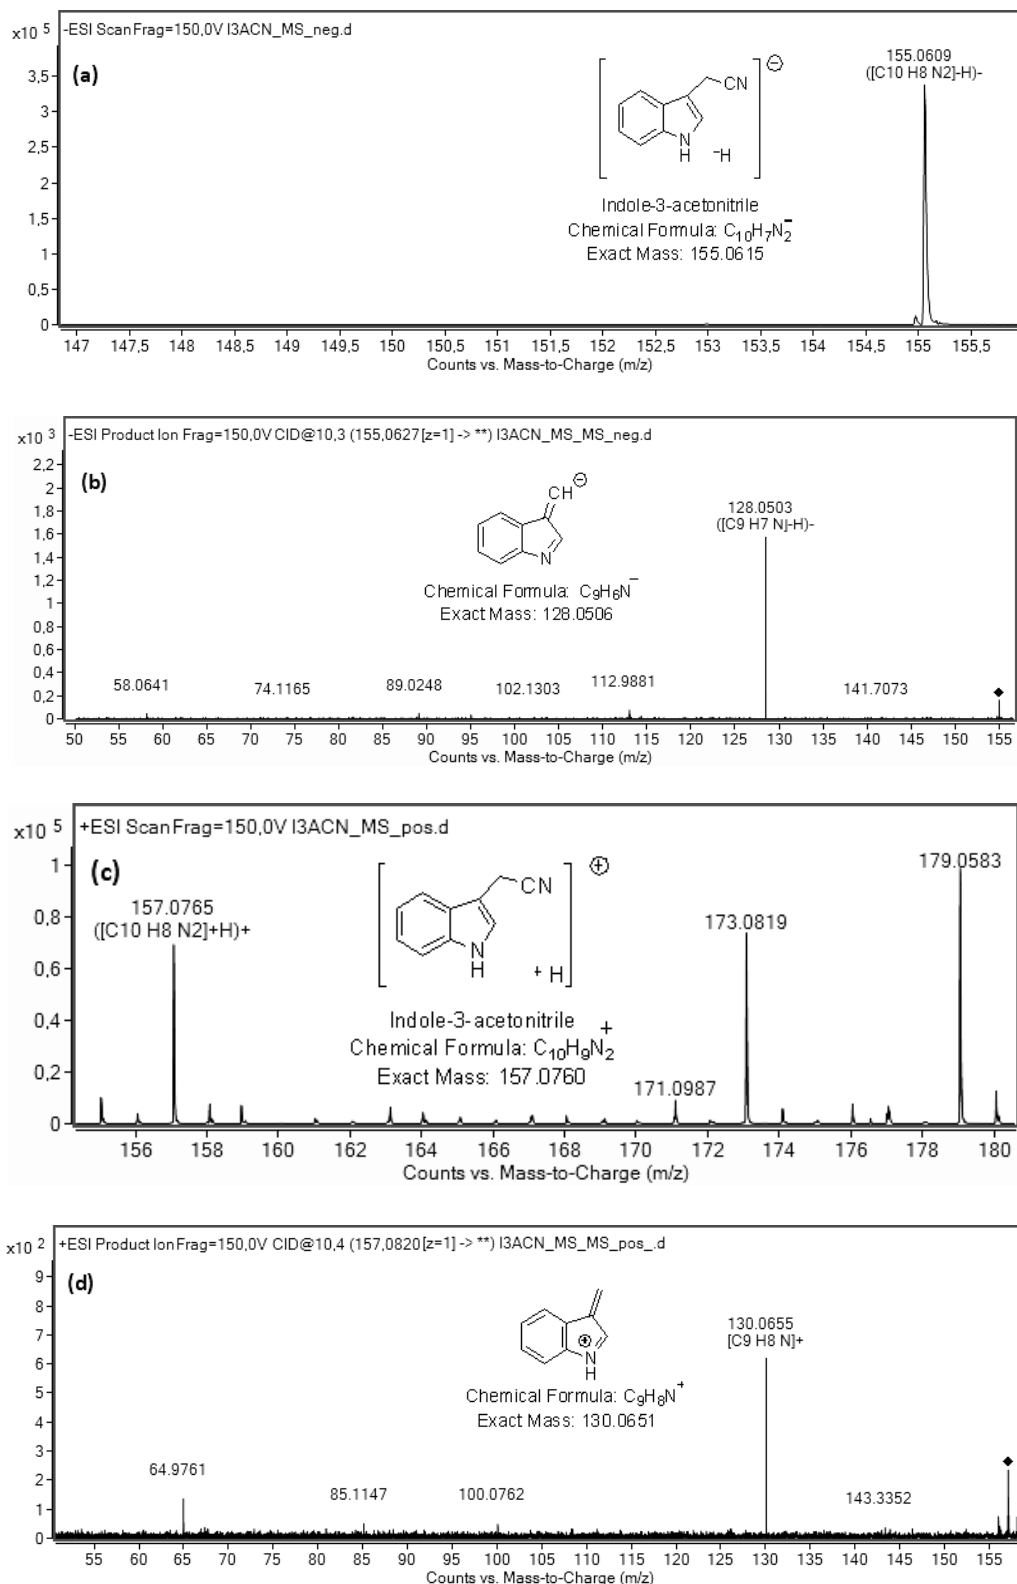 x10 5
-ESI Scan Frag=150,0V I3ACN_MS_neg.d
(a)
155.0609
([C10 H8 N2]-H)-
CN
N
H
-H
Indole-3-acetonitrile
Chemical Formula: C10H7N2-
Exact Mass: 155.0615
3,5
3
2,5
2
1,5
1
0,5
0
147 147,5 148 148,5 149 149,5 150 150,5 151 151,5 152 152,5 153 153,5 154 154,5 155 155,5
Counts vs. Mass-to-Charge (m/z)
x10 3
-ESI Product Ion Frag=150,0V CID@10,3 (155,0627[z=1] -> **) I3ACN_MS_MS_neg.d
(b)
CH
N
128.0503
([C9 H7 N]-H)-
Chemical Formula: C9H6N-
Exact Mass: 128.0506
2,2
2
1,8
1,6
1,4
1,2
1
0,8
0,6
0,4
0,2
0
58.0641 74.1165 89.0248 102.1303 112.9881 141.7073
50 55 60 65 70 75 80 85 90 95 100 105 110 115 120 125 130 135 140 145 150 155
Counts vs. Mass-to-Charge (m/z)
x10 5
+ESI Scan Frag=150,0V I3ACN_MS_pos.d
(c)
157.0765
([C10 H8 N2]+H)+
CN
N
H
+ H
179.0583
173.0819
171.0987
Indole-3-acetonitrile
Chemical Formula: C10H9N2+
Exact Mass: 157.0760
1
0,8
0,6
0,4
0,2
0
156 158 160 162 164 166 168 170 172 174 176 178 180
Counts vs. Mass-to-Charge (m/z)
x10 2
+ESI Product Ion Frag=150,0V CID@10,4 (157,0820[z=1] -> **) I3ACN_MS_MS_pos_.d
(d)
N
H
130.0655
[C9 H8 N]+
Chemical Formula: C9H8N+
Exact Mass: 130.0651
9
8
7
6
5
4
3
2
1
0
64.9761 85.1147 100.0762 143.3352
55 60 65 70 75 80 85 90 95 100 105 110 115 120 125 130 135 140 145 150 155
Counts vs. Mass-to-Charge (m/z)